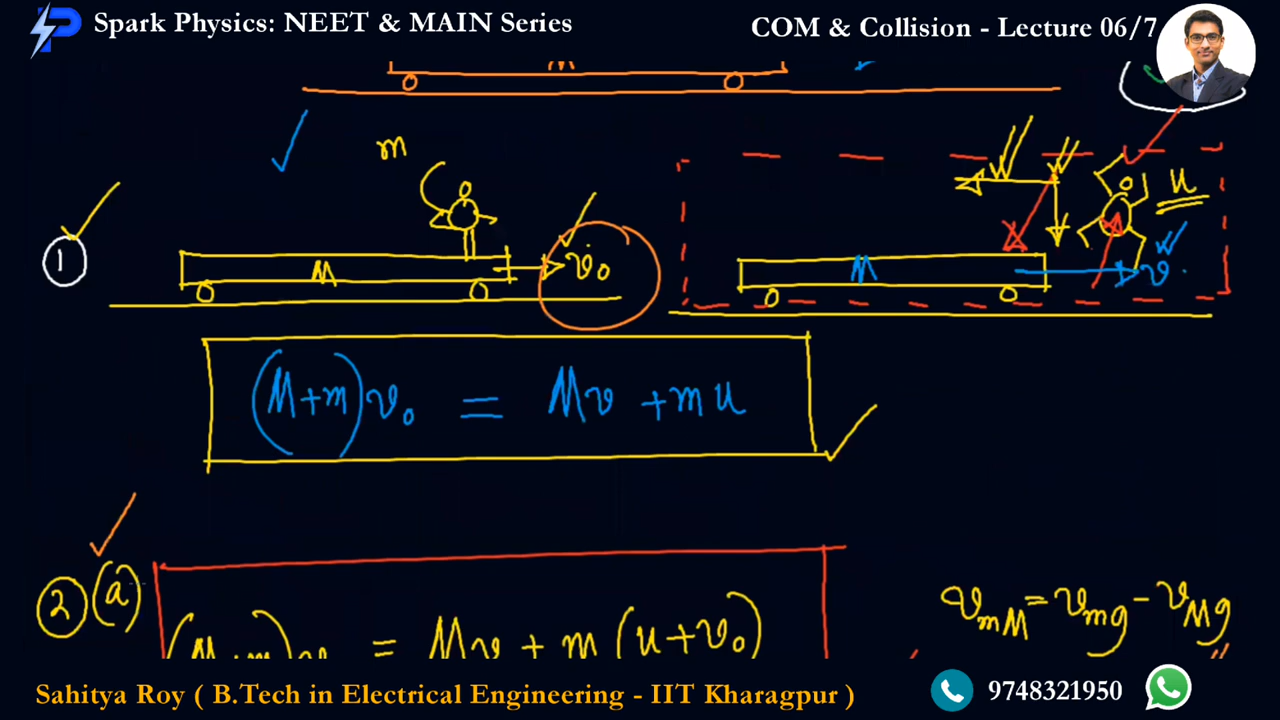 Spark Physics: NEET & MAIN Series
COM & Collision - Lecture 06/7
M
m
M
v₀
u
M
v
1
(M+m)v₀ = Mv + mu
2 (a)
= Mv + m (u+v₀)
v_mM = v_mg - v_Mg
Sahitya Roy ( B.Tech in Electrical Engineering - IIT Kharagpur )
9748321950